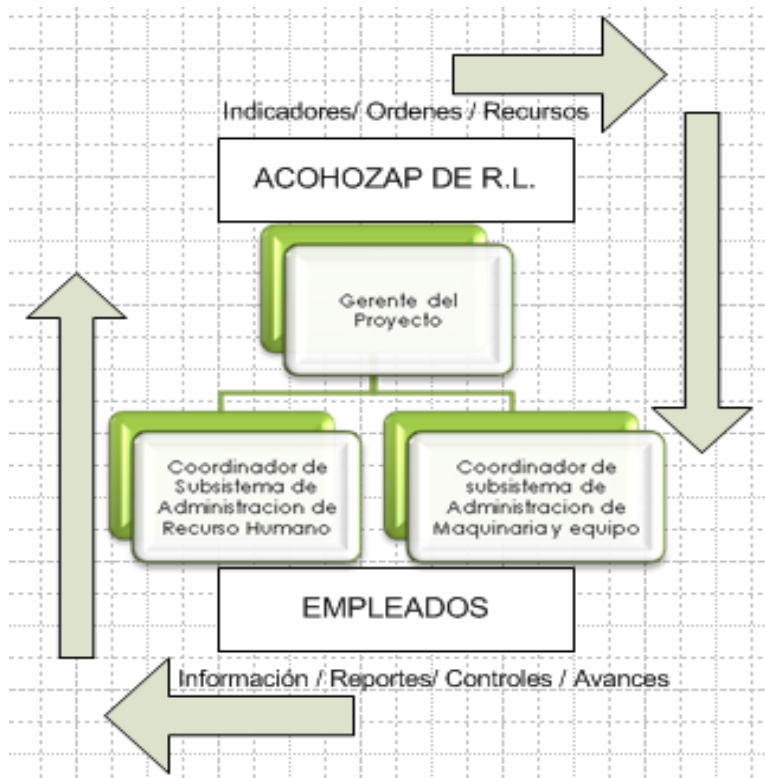 Indicadores/ Ordenes / Recursos
ACOHOZAP DE R.L.
Gerente del
Proyecto
Coordinador de
Subsistema de
Administracion de
Recurso Humano
Coordinador de
subsistema de
Administracion de
Maquinaria y equipo
EMPLEADOS
Información / Reportes/ Controles / Avances